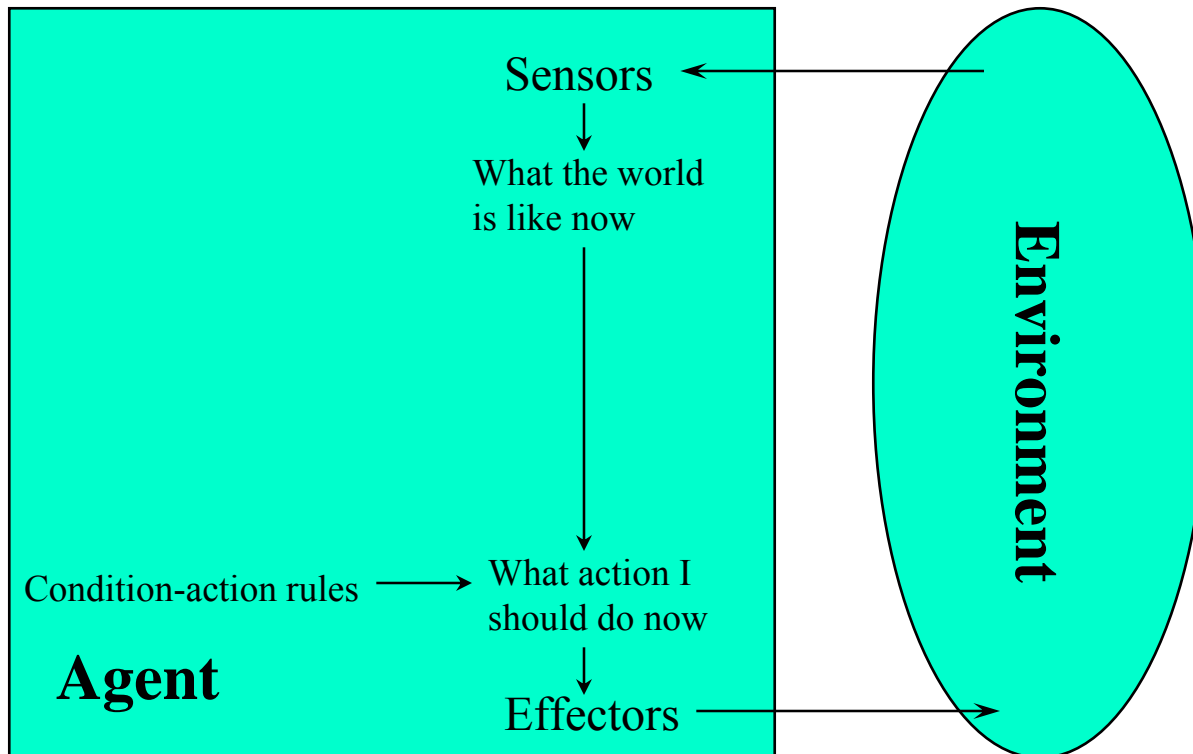 Sensors
What the world
is like now
Environment
Condition-action rules
What action I
should do now
Agent
Effectors